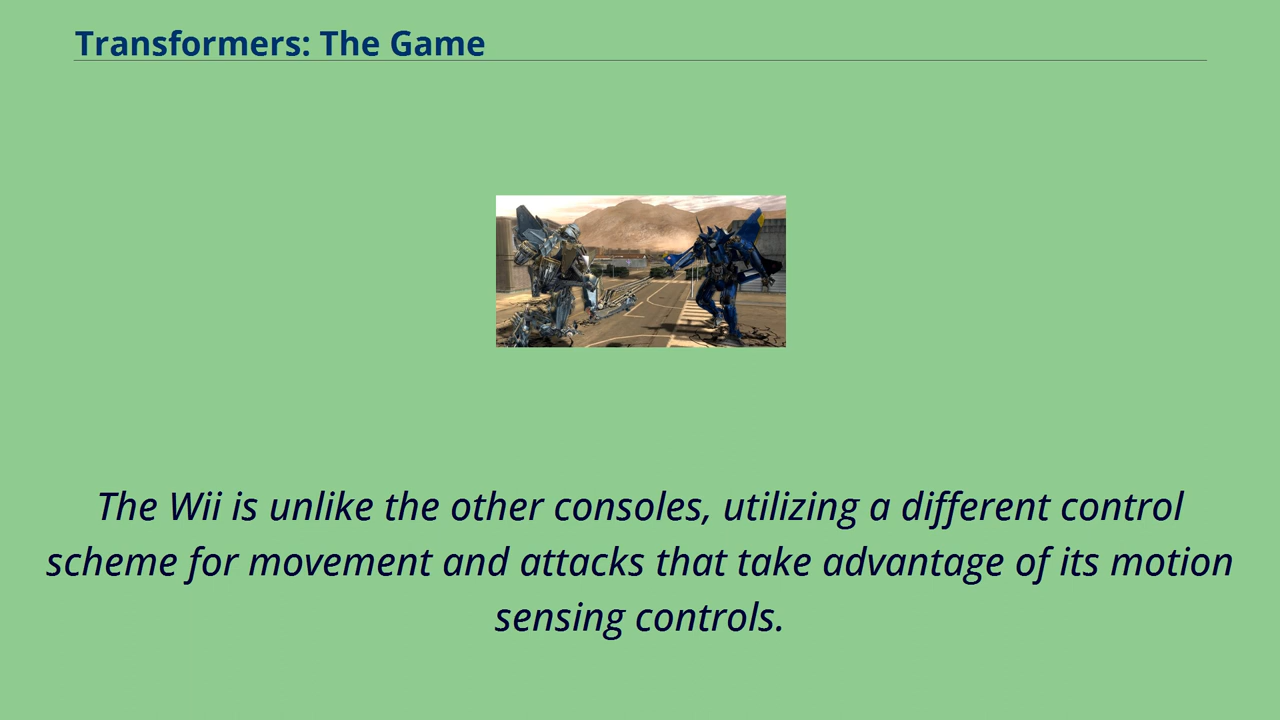 Transformers: The Game
The Wii is unlike the other consoles, utilizing a different control
scheme for movement and attacks that take advantage of its motion
sensing controls.